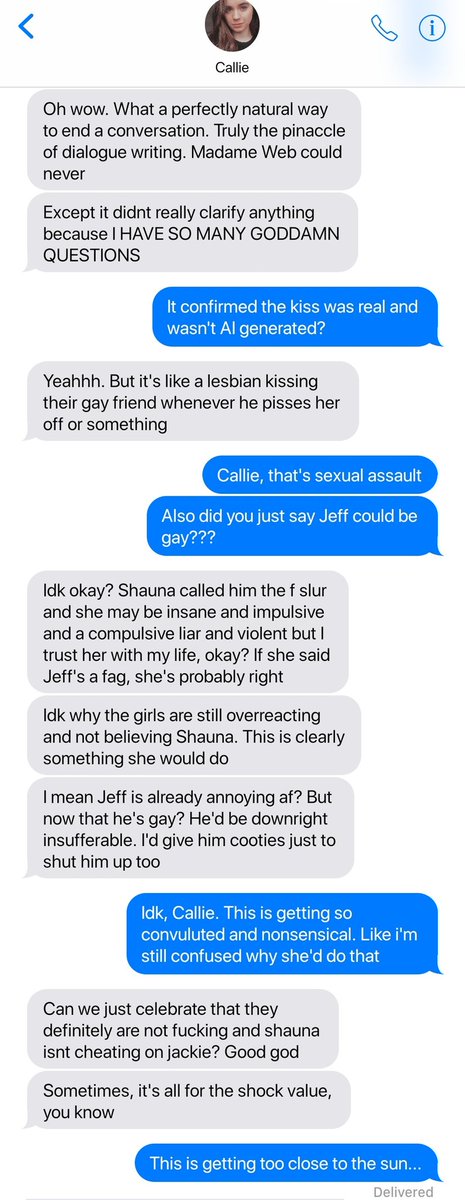 Callie
Oh wow. What a perfectly natural way
to end a conversation. Truly the pinaccle
of dialogue writing. Madame Web could
never
Except it didnt really clarify anything
because I HAVE SO MANY GODDAMN
QUESTIONS
It confirmed the kiss was real and
wasn't AI generated?
Yeahhh. But it's like a lesbian kissing
their gay friend whenever he pisses her
off or something
Callie, that's sexual assault
Also did you just say Jeff could be
gay???
Idk okay? Shauna called him the f slur
and she may be insane and impulsive
and a compulsive liar and violent but I
trust her with my life, okay? If she said
Jeff's a fag, she's probably right
Idk why the girls are still overreacting
and not believing Shauna. This is clearly
something she would do
I mean Jeff is already annoying af? But
now that he's gay? He'd be downright
insufferable. I'd give him cooties just to
shut him up too
Idk, Callie. This is getting so
convuluted and nonsensical. Like i'm
still confused why she'd do that
Can we just celebrate that they
definitely are not fucking and shauna
isnt cheating on jackie? Good god
Sometimes, it's all for the shock value,
you know
This is getting too close to the sun...
Delivered